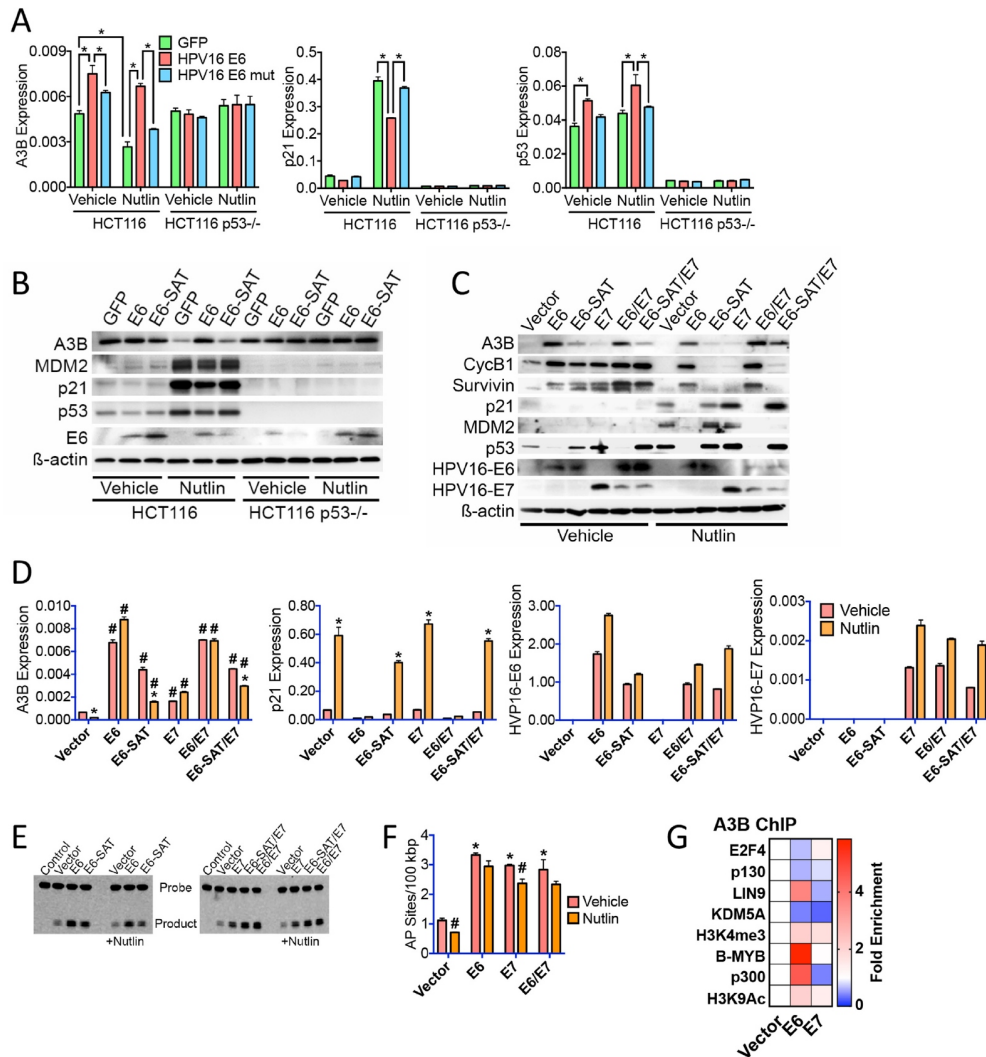 A
A3B Expression
0.009
0.006
0.003
0.000
* * * * * *
GFP
HPV16 E6
HPV16 E6 mut
Vehicle Nutlin Vehicle Nutlin
HCT116 HCT116 p53-/-
p21 Expression
0.5
0.4
0.3
0.2
0.1
0.0
* *
Vehicle Nutlin Vehicle Nutlin
HCT116 HCT116 p53-/-
p53 Expression
0.08
0.06
0.04
0.02
0.00
* * *
Vehicle Nutlin Vehicle Nutlin
HCT116 HCT116 p53-/-
B
GFP E6 E6-SAT GFP E6 E6-SAT GFP E6 E6-SAT GFP E6 E6-SAT
A3B
MDM2
p21
p53
E6
ß-actin
Vehicle Nutlin Vehicle Nutlin
HCT116 HCT116 p53-/-
C
Vector E6 E6-SAT E7 E6/E7 E6-SAT/E7 Vector E6 E6-SAT E7 E6/E7 E6-SAT/E7
A3B
CycB1
Survivin
p21
MDM2
p53
HPV16-E6
HPV16-E7
ß-actin
Vehicle Nutlin
D
A3B Expression
0.010
0.008
0.006
0.004
0.002
0.000
* # # # # * # # # # # # *
Vector E6 E6-SAT E7 E6/E7 E6-SAT/E7
p21 Expression
0.80
0.60
0.40
0.20
0.00
* * * *
Vector E6 E6-SAT E7 E6/E7 E6-SAT/E7
HVP16-E6 Expression
3.00
2.00
1.00
0.00
Vector E6 E6-SAT E7 E6/E7 E6-SAT/E7
HVP16-E7 Expression
0.003
0.002
0.001
0.000
Vehicle
Nutlin
Vector E6 E6-SAT E7 E6/E7 E6-SAT/E7
E
Control Vector E6 E6-SAT Vector E6 E6-SAT
Probe
Product
+Nutlin
Control Vector E7 E6-SAT/E7 E6/E7 Vector E7 E6-SAT/E7 E6/E7
+Nutlin
F
AP Sites/100 kbp
4
3
2
1
0
# * * # *
Vehicle
Nutlin
Vector E6 E7 E6/E7
G
A3B ChIP
E2F4
p130
LIN9
KDM5A
H3K4me3
B-MYB
p300
H3K9Ac
Vector E6 E7
4
2
0
Fold Enrichment